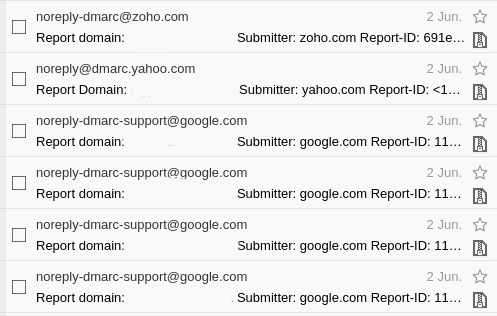 noreply-dmarc@zoho.com 2 Jun.
Report domain: Submitter: zoho.com Report-ID: 691e...
noreply@dmarc.yahoo.com 2 Jun.
Report Domain: Submitter: yahoo.com Report-ID: <1...
noreply-dmarc-support@google.com 2 Jun.
Report domain: Submitter: google.com Report-ID: 11...
noreply-dmarc-support@google.com 2 Jun.
Report domain: Submitter: google.com Report-ID: 11...
noreply-dmarc-support@google.com 2 Jun.
Report domain: Submitter: google.com Report-ID: 11...
noreply-dmarc-support@google.com 2 Jun.
Report domain: Submitter: google.com Report-ID: 11...